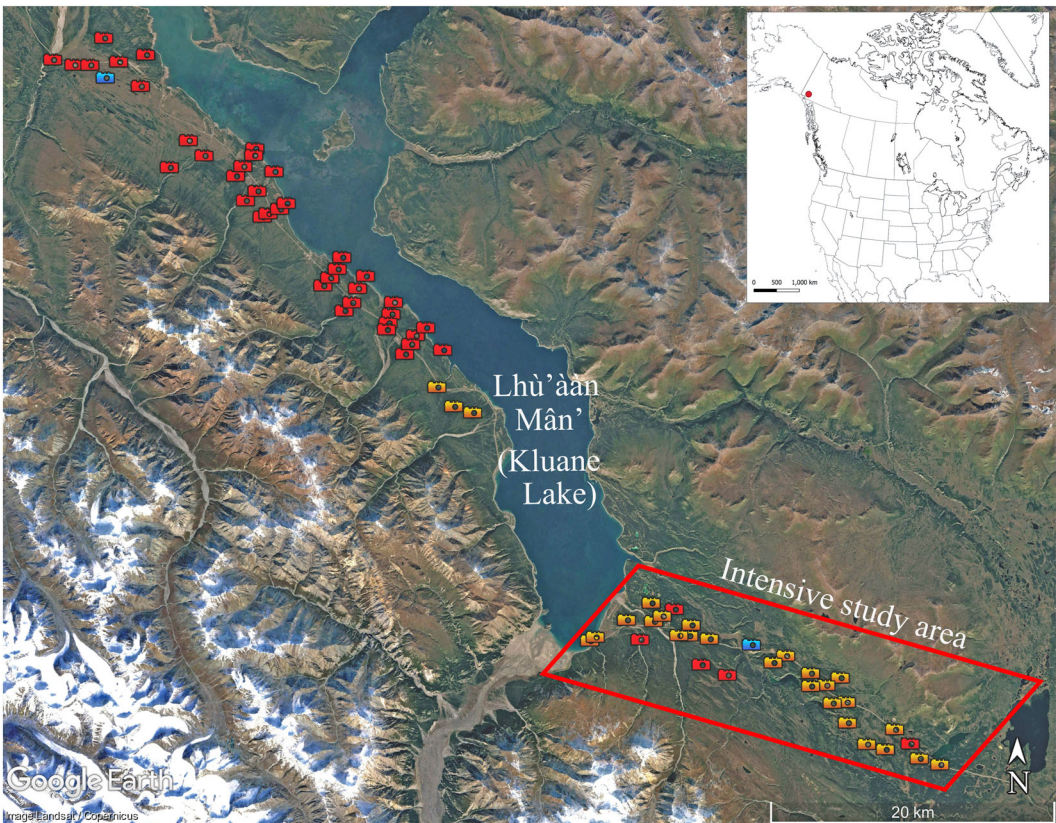 0 500 1,000 km
Lhù'ààn
Mân'
(Kluane
Lake)
Intensive study area
N
20 km
Google Earth
Image Landsat / Copernicus